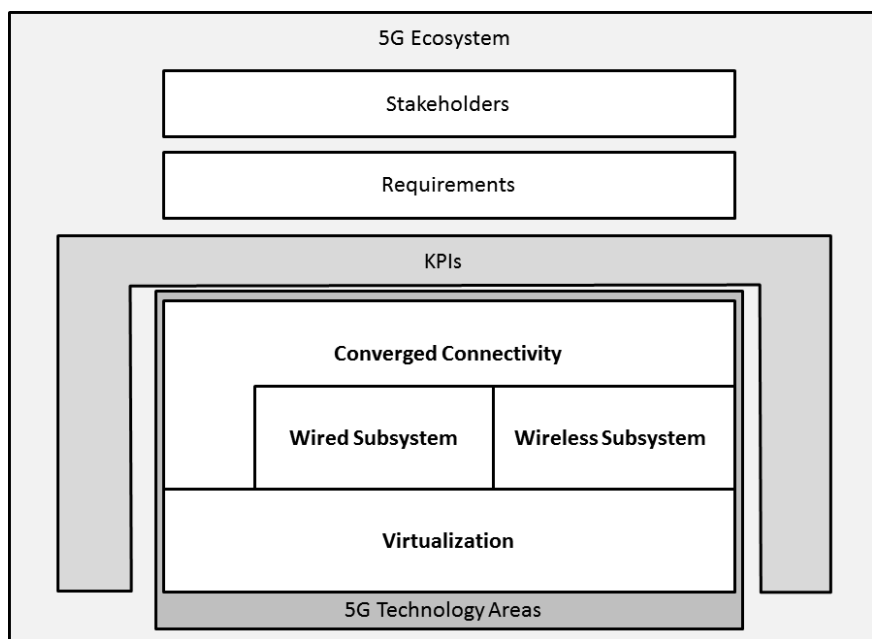 5G Ecosystem
Stakeholders
Requirements
KPIs
Converged Connectivity
Wired Subsystem
Wireless Subsystem
Virtualization
5G Technology Areas